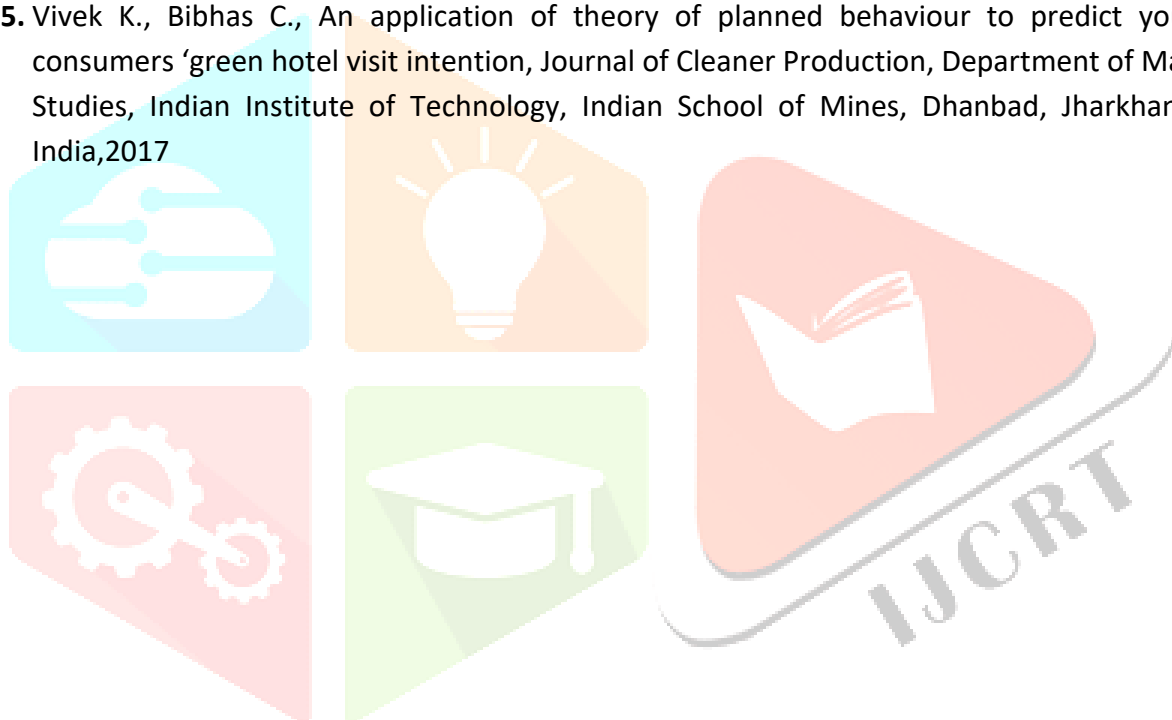 5. Vivek K., Bibhas C., An application of theory of planned behaviour to predict yo
consumers ‘green hotel visit intention, Journal of Cleaner Production, Department of Ma
Studies, Indian Institute of Technology, Indian School of Mines, Dhanbad, Jharkhar
India,2017
IJCRT